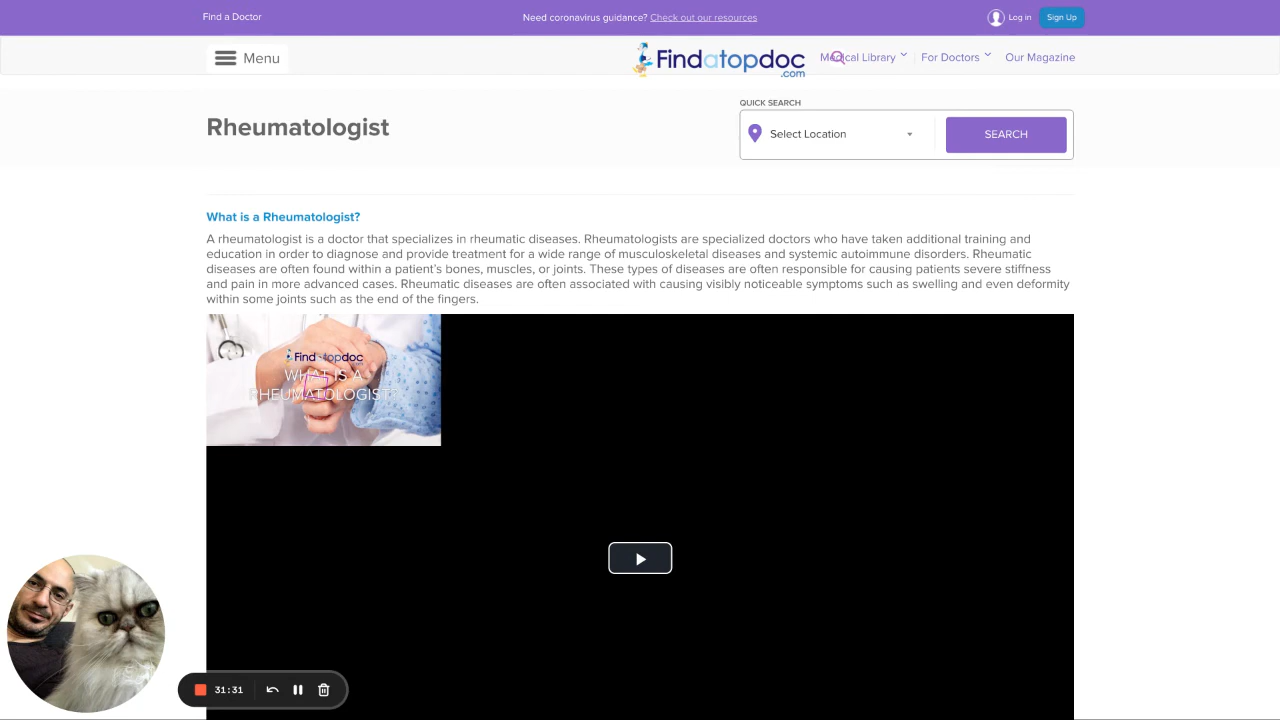 Find a Doctor
Need coronavirus guidance? Check out our resources
Log in
Sign Up
Menu
Findatopdoc
.com
Medical Library
For Doctors
Our Magazine
Rheumatologist
QUICK SEARCH
Select Location
SEARCH
What is a Rheumatologist?
A rheumatologist is a doctor that specializes in rheumatic diseases. Rheumatologists are specialized doctors who have taken additional training and
education in order to diagnose and provide treatment for a wide range of musculoskeletal diseases and systemic autoimmune disorders. Rheumatic
diseases are often found within a patient's bones, muscles, or joints. These types of diseases are often responsible for causing patients severe stiffness
and pain in more advanced cases. Rheumatic diseases are often associated with causing visibly noticeable symptoms such as swelling and even deformity
within some joints such as the end of the fingers.
Findatopdoc
.com
WHAT IS A
RHEUMATOLOGIST?
31:31